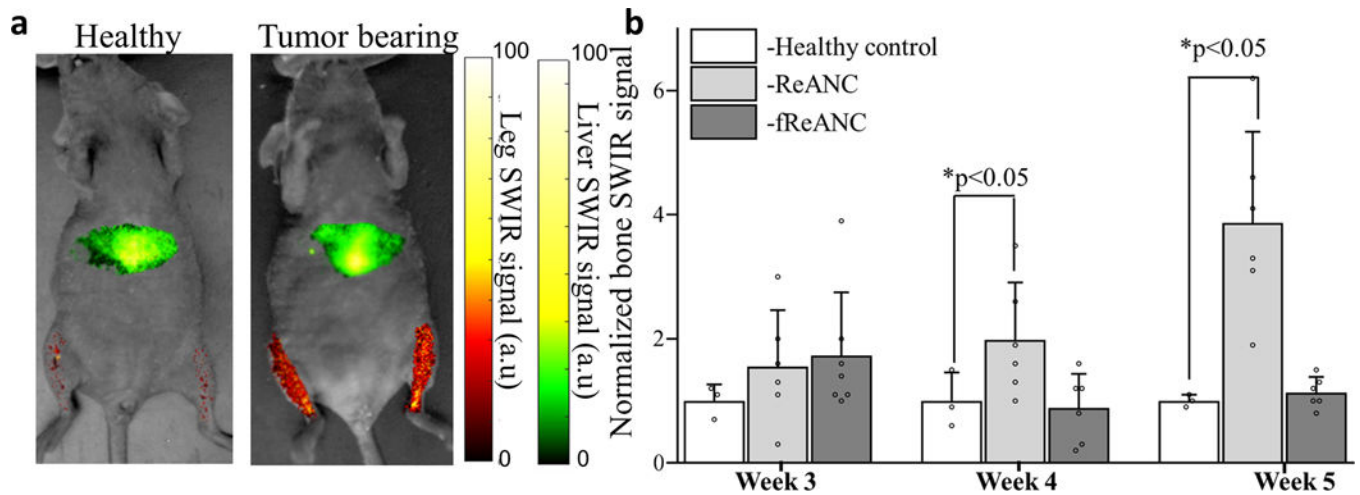 a
Healthy
Tumor bearing
100
Leg SWIR signal (a.u)
0
100
Liver SWIR signal (a.u)
0
b
Normalized bone SWIR signal
6
4
2
0
-Healthy control
-ReANC
-fReANC
*p<0.05
*p<0.05
Week 3
Week 4
Week 5